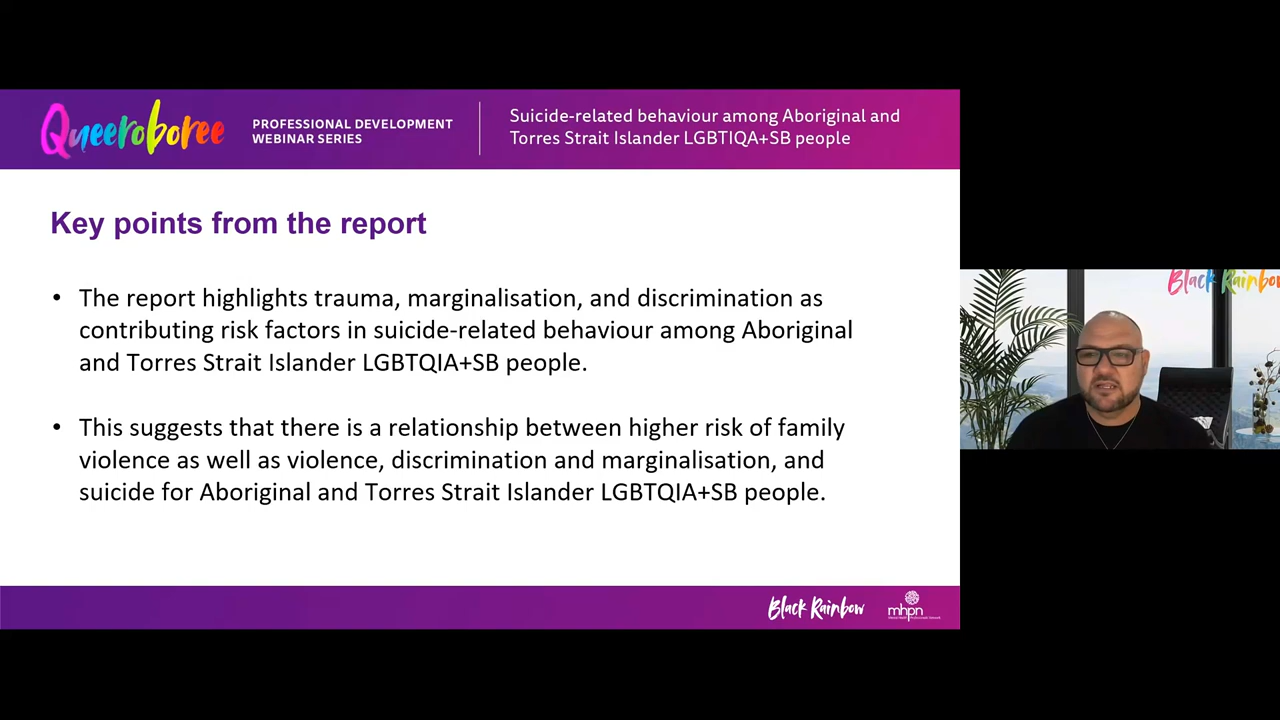 Queeroboree
PROFESSIONAL DEVELOPMENT
WEBINAR SERIES
Suicide-related behaviour among Aboriginal and
Torres Strait Islander LGBTIQA+SB people
Key points from the report
• The report highlights trauma, marginalisation, and discrimination as
contributing risk factors in suicide-related behaviour among Aboriginal
and Torres Strait Islander LGBTQIA+SB people.
• This suggests that there is a relationship between higher risk of family
violence as well as violence, discrimination and marginalisation, and
suicide for Aboriginal and Torres Strait Islander LGBTQIA+SB people.
Black Rainbow
mhpn
Mental Health Professionals Network
Black Rainbow